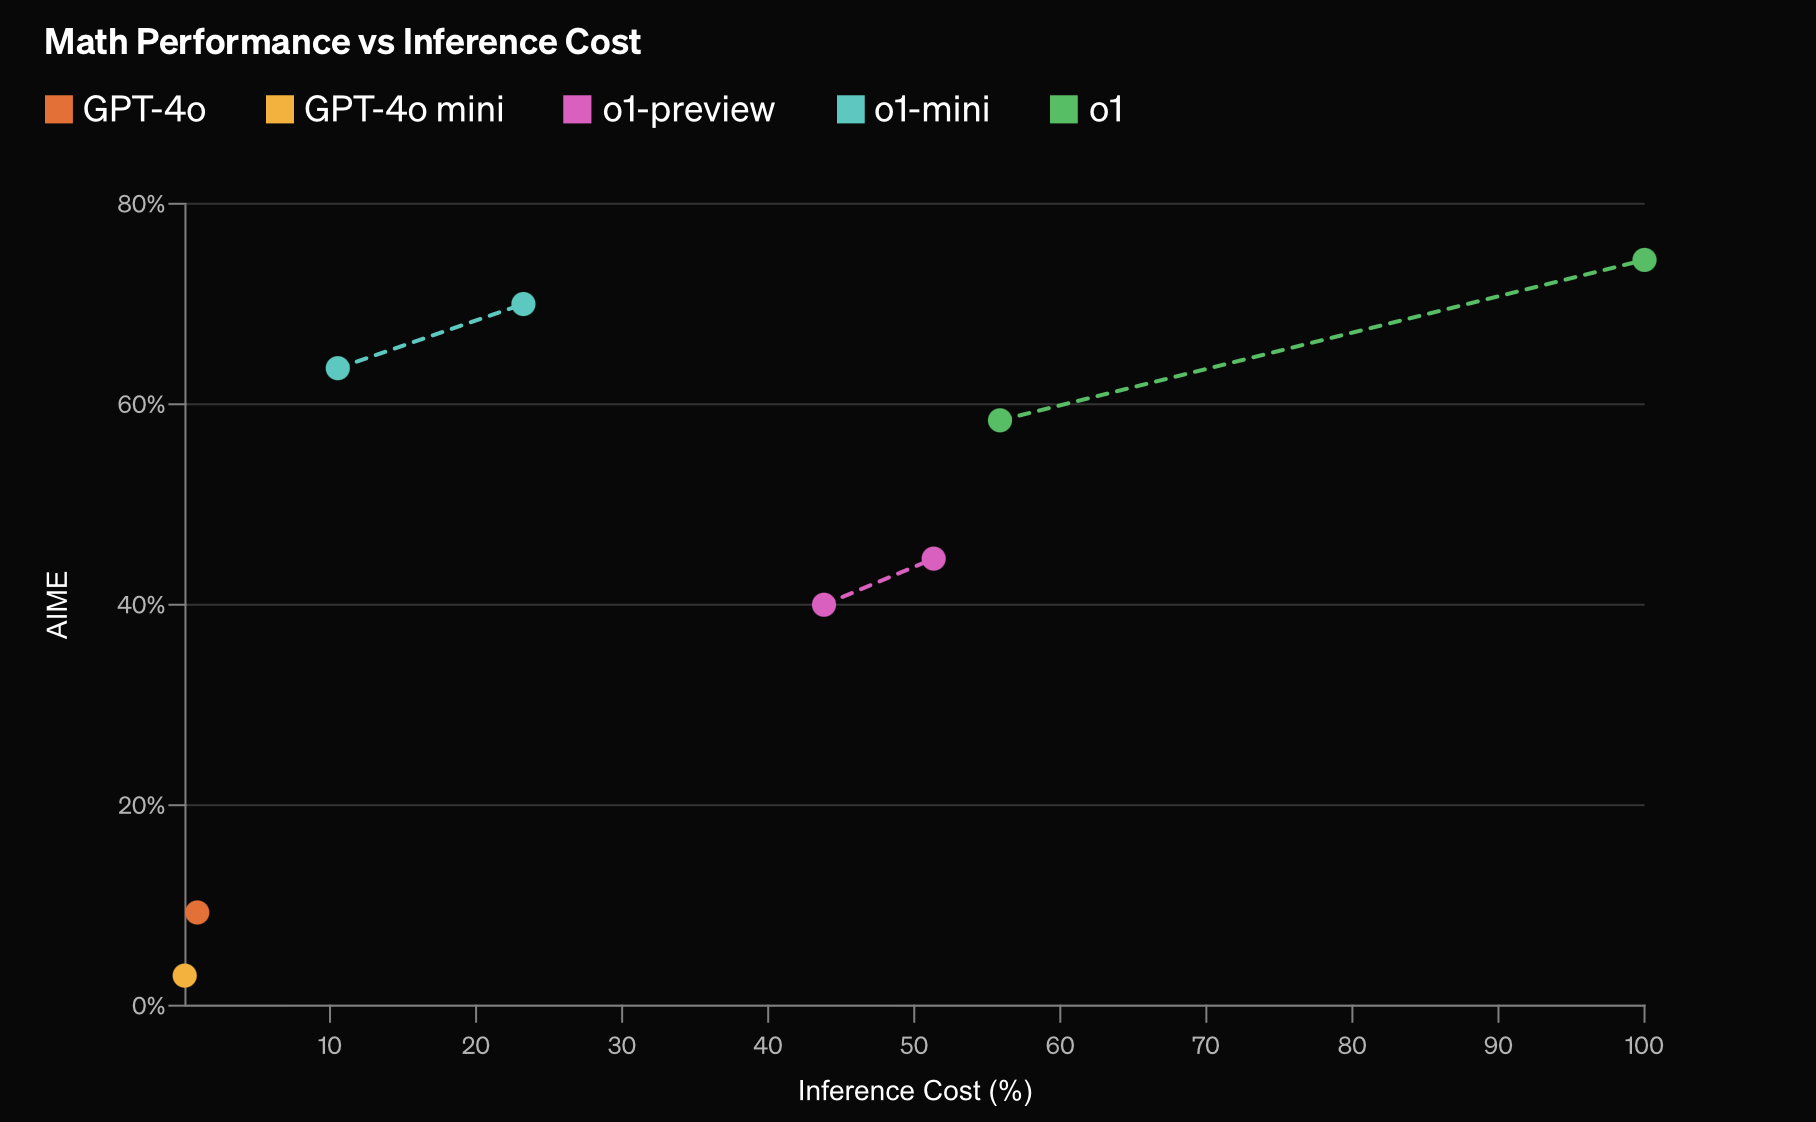 Math Performance vs Inference Cost
GPT-4o GPT-4o mini o1-preview o1-mini o1
80%
60%
40%
20%
0%
AIME
10 20 30 40 50 60 70 80 90 100
Inference Cost (%)